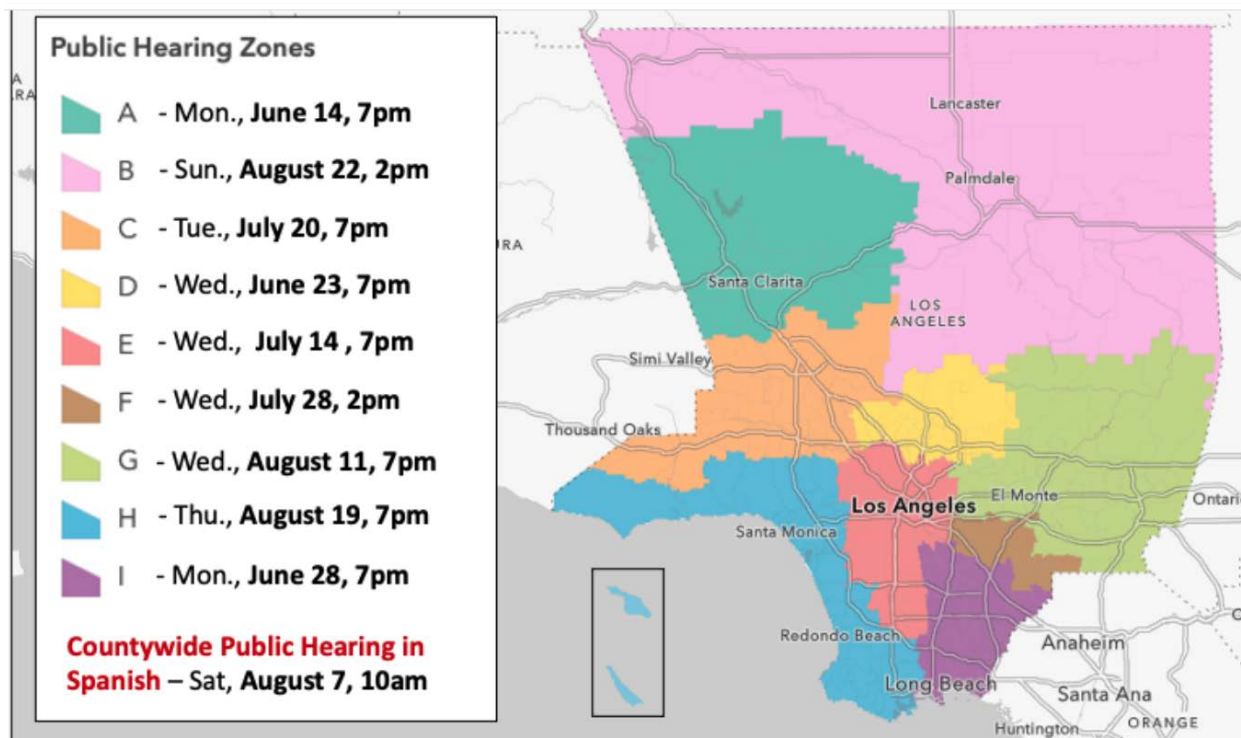 Public Hearing Zones
A - Mon., June 14, 7pm
B - Sun., August 22, 2pm
C - Tue., July 20, 7pm
D - Wed., June 23, 7pm
E - Wed., July 14 , 7pm
F - Wed., July 28, 2pm
G - Wed., August 11, 7pm
H - Thu., August 19, 7pm
I - Mon., June 28, 7pm
Countywide Public Hearing in
Spanish – Sat, August 7, 10am
A
RA
URA
Lancaster
Palmdale
Santa Clarita
LOS
ANGELES
Simi Valley
Thousand Oaks
Los Angeles
El Monte
Ontario
Santa Monica
Redondo Beach
Anaheim
Long Beach
Santa Ana
Huntington
ORANGE